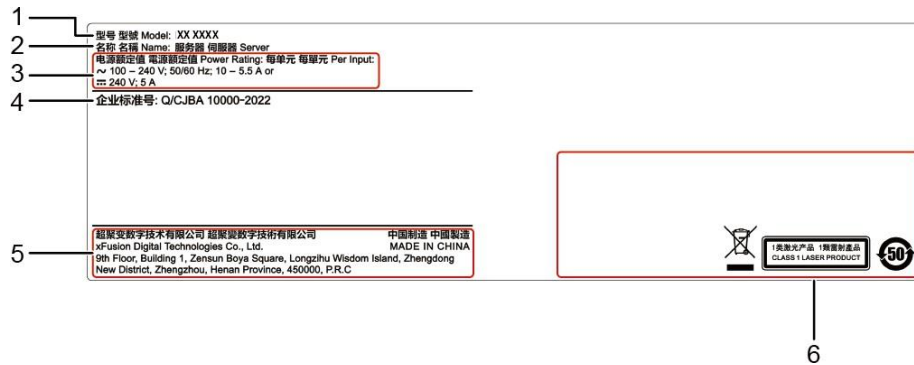 1
型号 型號 Model: XX XXXX
2
名称 名稱 Name: 服务器 伺服器 Server
3
电源额定值 電源額定值 Power Rating: 每单元 每單元 Per Input:
~ 100 – 240 V; 50/60 Hz; 10 – 5.5 A or
⎓ 240 V; 5 A
4
企业标准号: Q/CJBA 10000-2022
5
超聚变数字技术有限公司 超聚變數字技術有限公司 中国制造 中國製造
xFusion Digital Technologies Co., Ltd. MADE IN CHINA
9th Floor, Building 1, Zensun Boya Square, Longzihu Wisdom Island, Zhengdong
New District, Zhengzhou, Henan Province, 450000, P.R.C
1类激光产品 1類雷射產品
CLASS 1 LASER PRODUCT
50
6